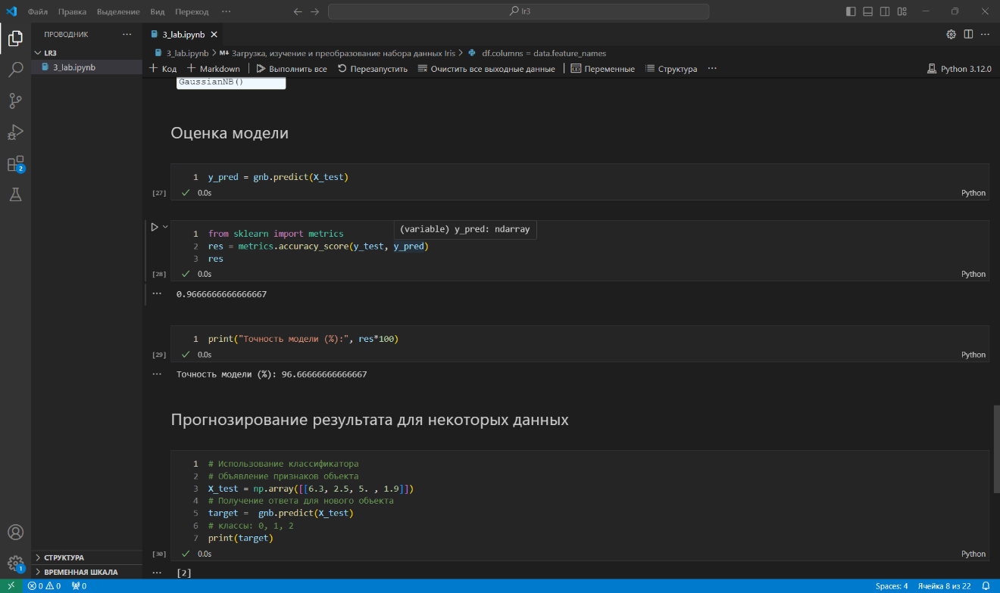 Файл Правка Выделение Вид Переход ··· lr3
ПРОВОДНИК ···
3_lab.ipynb
LR3
3_lab.ipynb
3_lab.ipynb > M↓ Загрузка, изучение и преобразование набора данных Iris > df.columns = data.feature_names
+ Код + Markdown Выполнить все Перезапустить Очистить все выходные данные Переменные Структура ··· Python 3.12.0
GaussianNB()
Оценка модели
1 y_pred = gnb.predict(X_test)
[27] 0.0s Python
(variable) y_pred: ndarray
1 from sklearn import metrics
2 res = metrics.accuracy_score(y_test, y_pred)
3 res
[28] 0.0s Python
0.9666666666666667
1 print("Точность модели (%):", res*100)
[29] 0.0s Python
Точность модели (%): 96.66666666666667
Прогнозирование результата для некоторых данных
1 # Использование классификатора
2 # Объявление признаков объекта
3 X_test = np.array([[6.3, 2.5, 5. , 1.9]])
4 # Получение ответа для нового объекта
5 target =  gnb.predict(X_test)
6 # классы: 0, 1, 2
7 print(target)
[30] 0.0s Python
[2]
2
1
СТРУКТУРА
ВРЕМЕННАЯ ШКАЛА
0 0 0 Spaces: 4 Ячейка 8 из 22